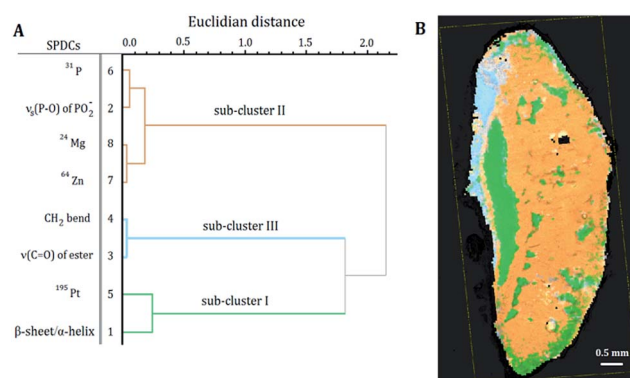 A
Euclidian distance
SPDCs
0.0 0.5 1.0 1.5 2.0
³¹P 6
νₛ(P-O) of PO₂⁻ 2
sub-cluster II
²⁴Mg 8
⁶⁴Zn 7
CH₂ bend 4
sub-cluster III
ν(C=O) of ester 3
¹⁹⁵Pt 5
sub-cluster I
β-sheet/α-helix 1
B
0.5 mm